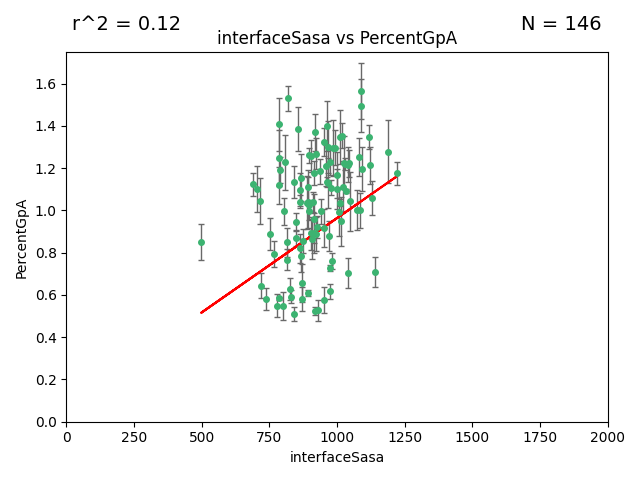 r^2 = 0.12
N = 146
interfaceSasa vs PercentGpA
PercentGpA
1.6
1.4
1.2
1.0
0.8
0.6
0.4
0.2
0.0
0 250 500 750 1000 1250 1500 1750 2000
interfaceSasa